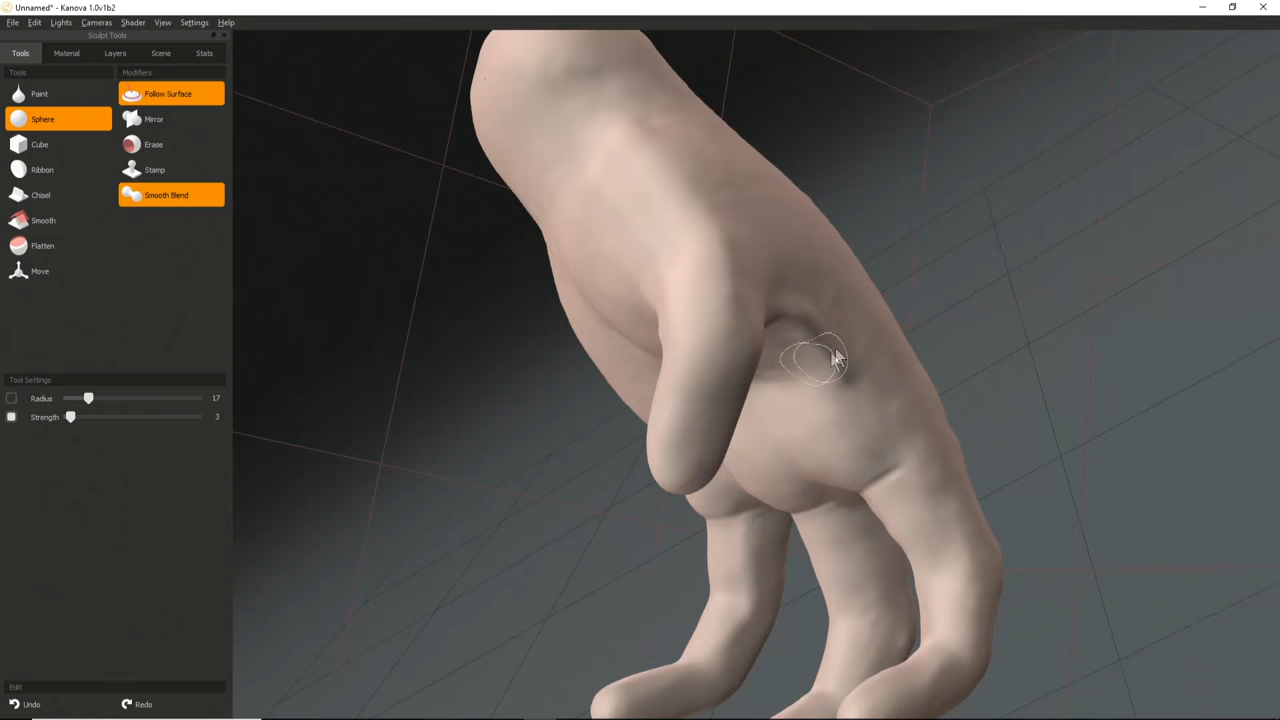 Unnamed* - Kanova 1.0v1b2
File Edit Lights Cameras Shader View Settings Help
Sculpt Tools
Tools Material Layers Scene Stats
Tools Modifiers
Paint Follow Surface
Sphere Mirror
Cube Erase
Ribbon Stamp
Chisel Smooth Blend
Smooth
Flatten
Move
Tool Settings
Radius 17
Strength 3
Edit
Undo Redo